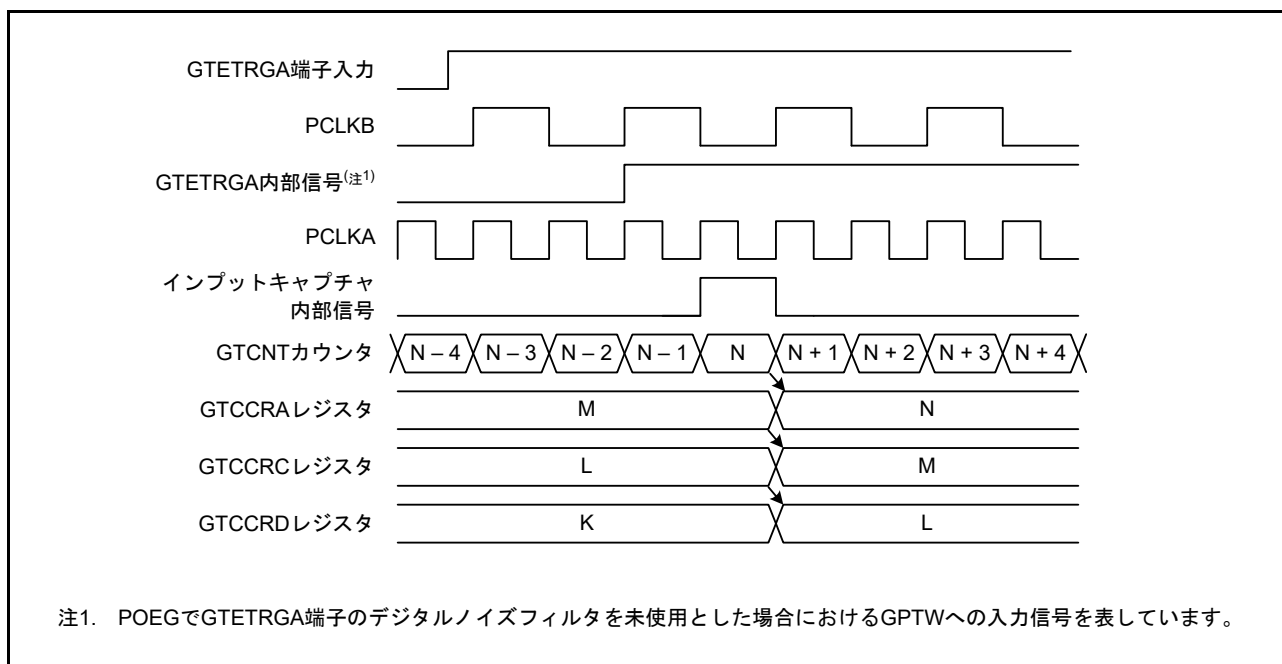 GTETRGA端子入力
PCLKB
GTETRGA内部信号(注1)
PCLKA
インプットキャプチャ
内部信号
GTCNTカウンタ N – 4 N – 3 N – 2 N – 1 N N + 1 N + 2 N + 3 N + 4
GTCCRAレジスタ M N
GTCCRCレジスタ L M
GTCCRDレジスタ K L
注1. POEGでGTETRGA端子のデジタルノイズフィルタを未使用とした場合におけるGPTWへの入力信号を表しています。